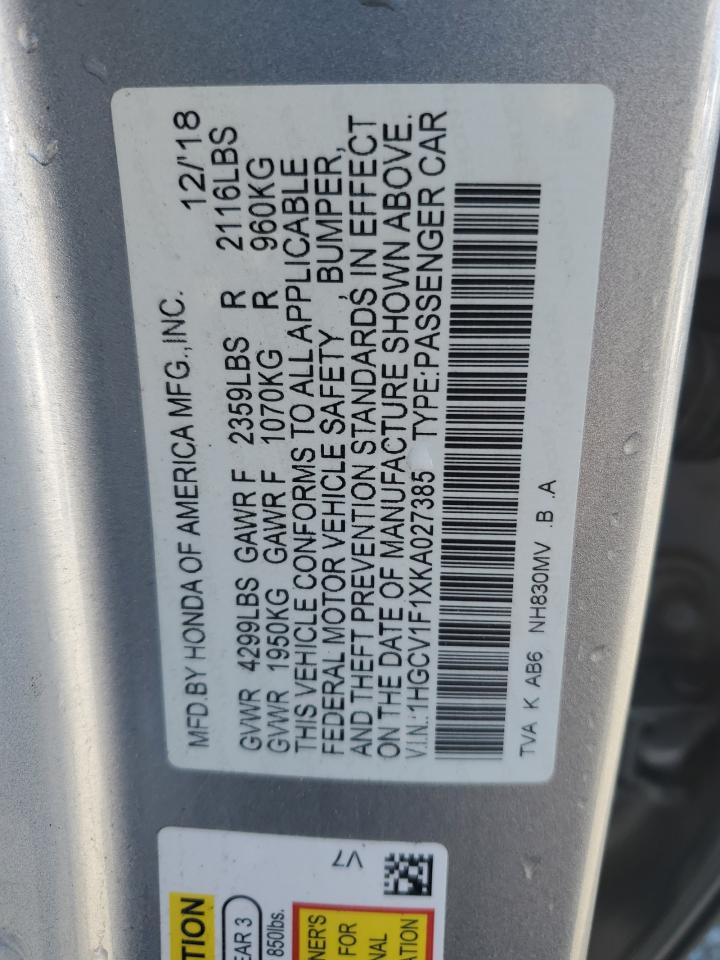 MFD.BY HONDA OF AMERICA MFG.,INC. 12/'18
GVWR 4299LBS GAWR F 2359LBS R 2116LBS
GVWR 1950KG GAWR F 1070KG R 960KG
THIS VEHICLE CONFORMS TO ALL APPLICABLE
FEDERAL MOTOR VEHICLE SAFETY , BUMPER,
AND THEFT PREVENTION STANDARDS IN EFFECT
ON THE DATE OF MANUFACTURE SHOWN ABOVE.
V.I.N.:1HGCV1F1XKA027385 TYPE:PASSENGER CAR
TVA K AB6 NH830MV .B .A
V7
TION
EAR 3
850lbs.
NER'S
FOR
NAL
ATION